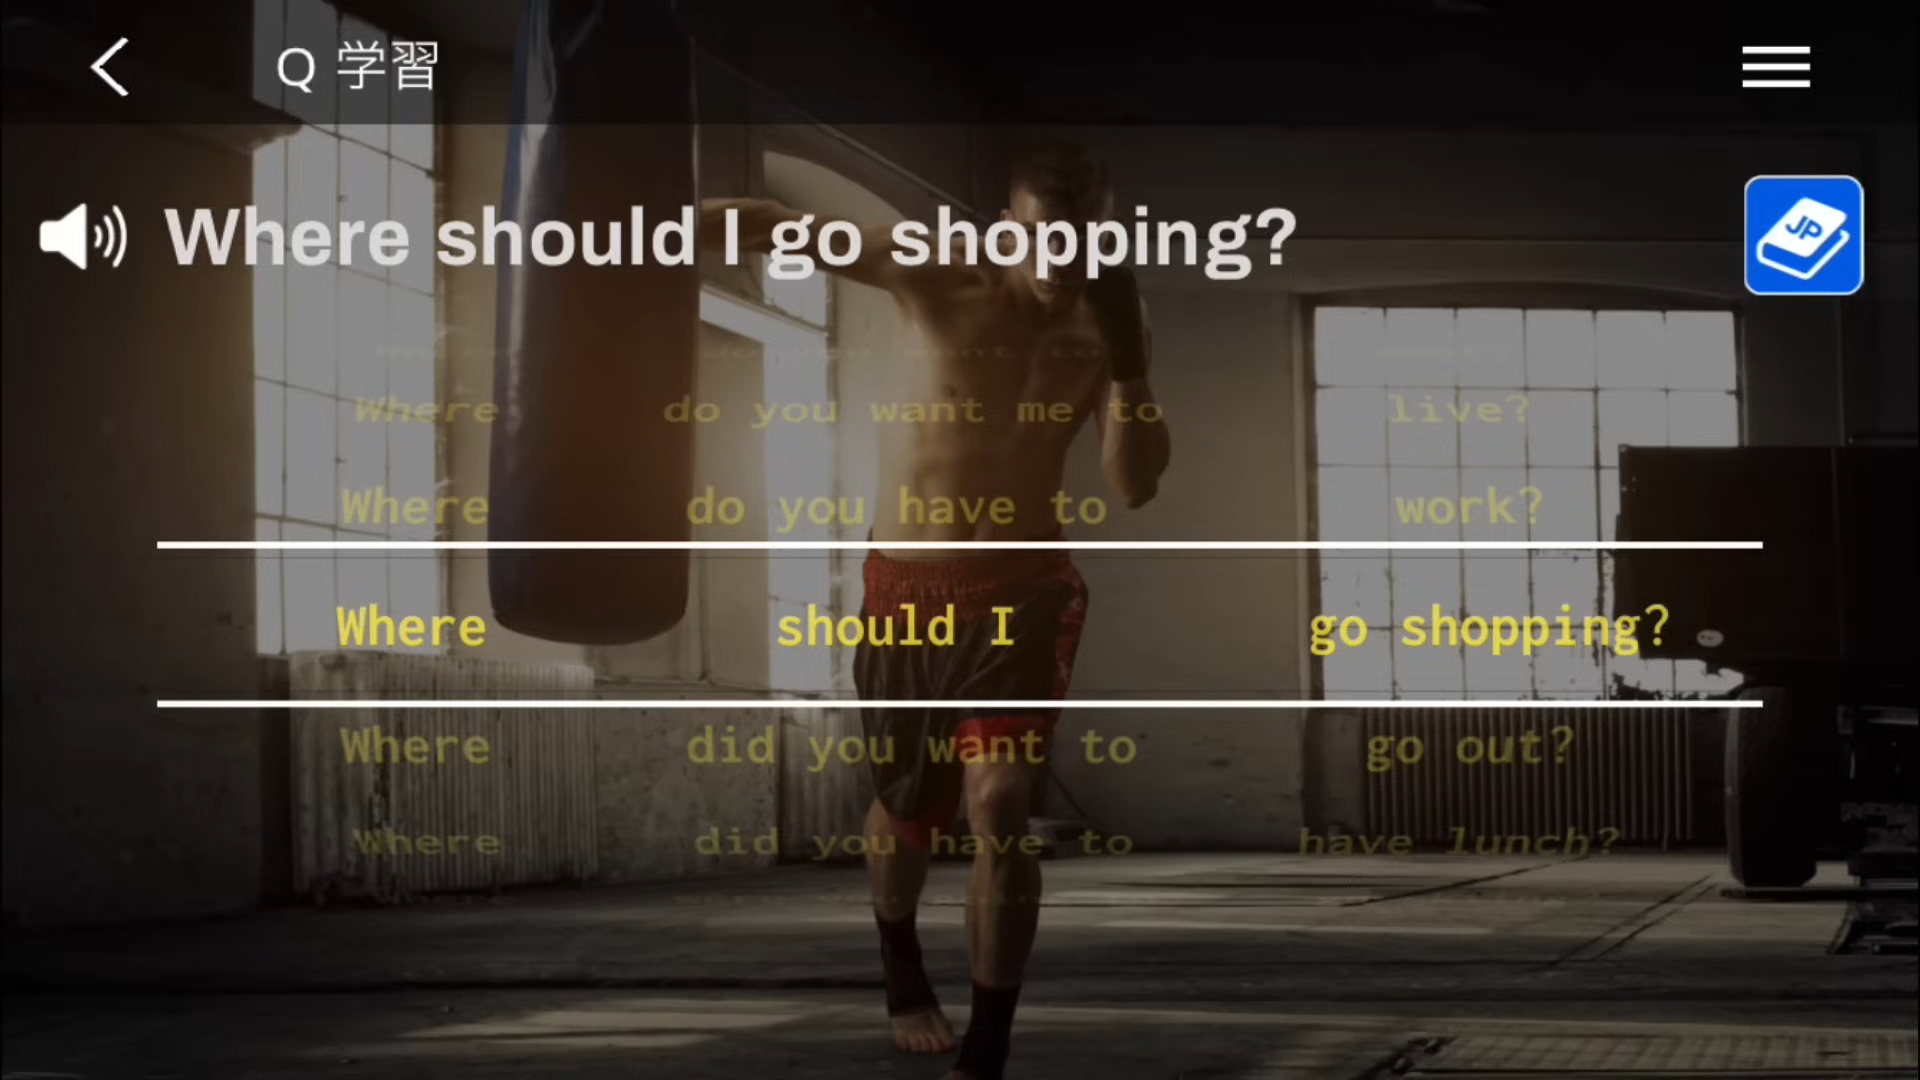 Q 学習
Where should I go shopping?
JP
Where do you want me to live?
Where do you have to work?
Where should I go shopping?
Where did you want to go out?
Where did you have to have lunch?